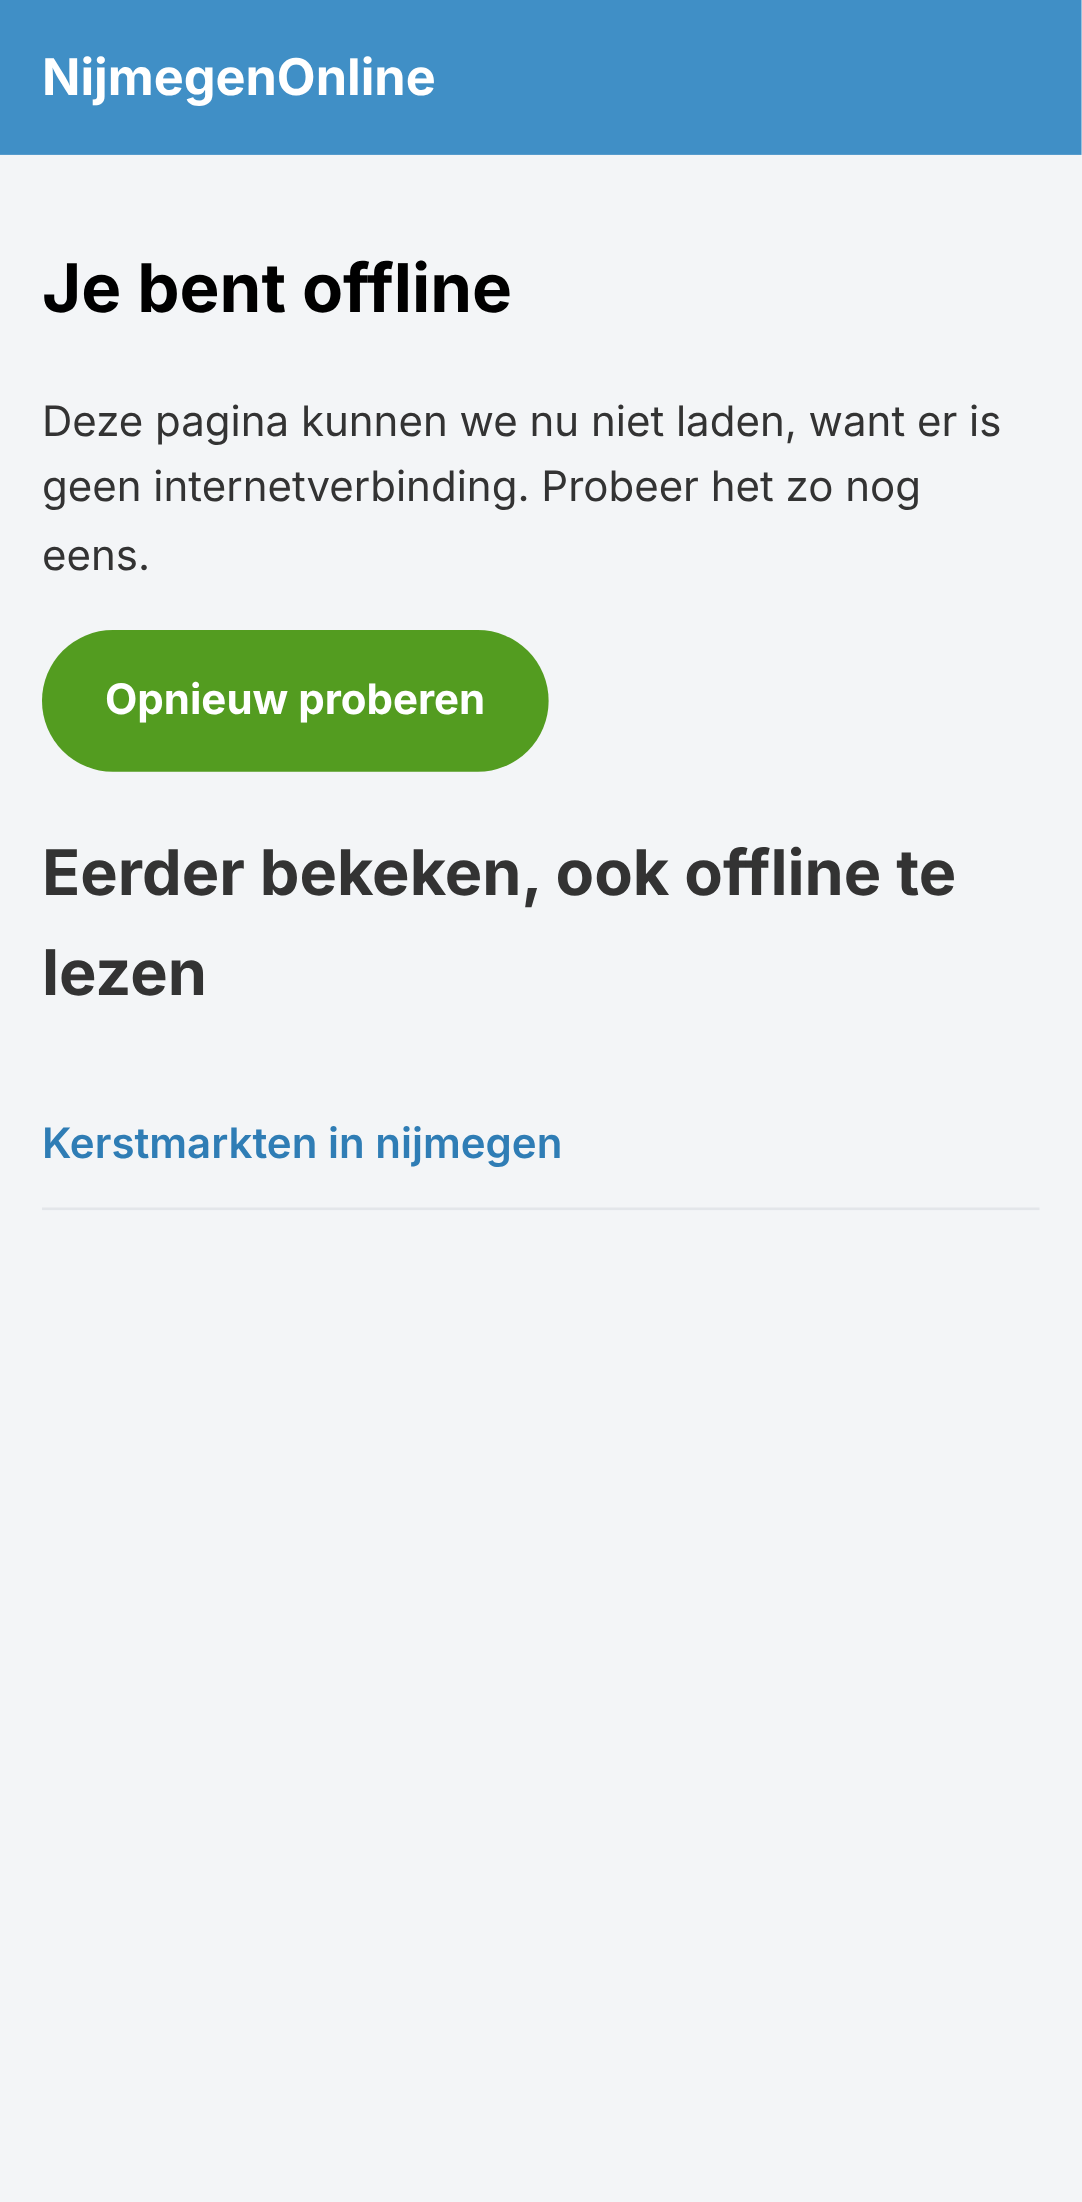 NijmegenOnline
Je bent offline
Deze pagina kunnen we nu niet laden, want er is
geen internetverbinding. Probeer het zo nog
eens.
Opnieuw proberen
Eerder bekeken, ook offline te
lezen
Kerstmarkten in nijmegen